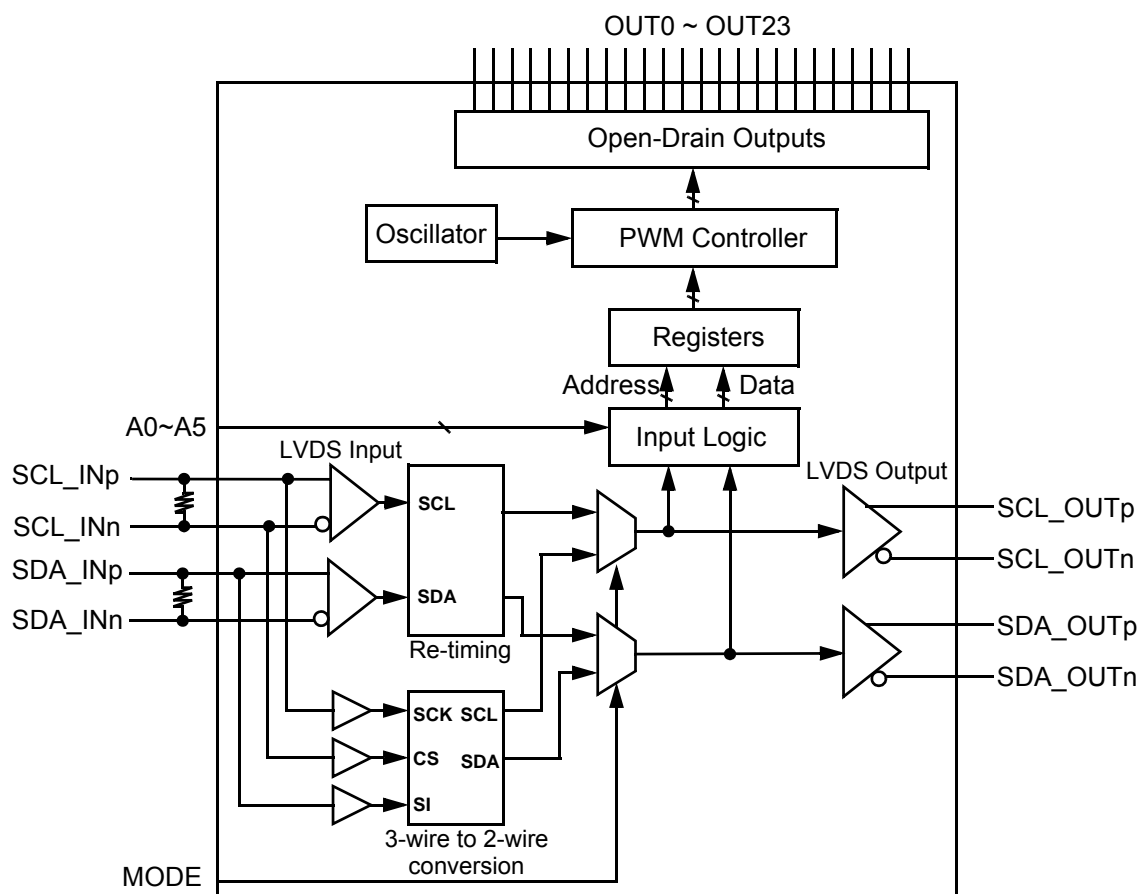 OUT0 ~ OUT23
Open-Drain Outputs
Oscillator
PWM Controller
Registers
Address
Data
A0~A5
Input Logic
LVDS Input
LVDS Output
SCL_INp
SCL_INn
SDA_INp
SDA_INn
SCL
SDA
Re-timing
SCL_OUTp
SCL_OUTn
SDA_OUTp
SDA_OUTn
SCK SCL
CS SDA
SI
3-wire to 2-wire
conversion
MODE